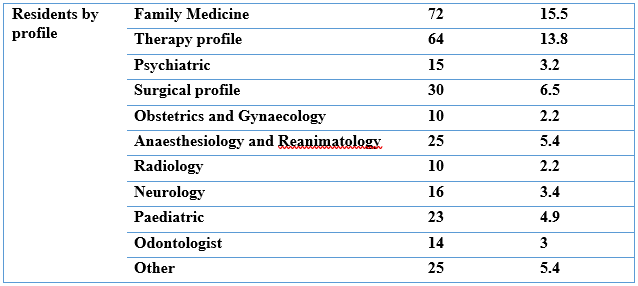 Residents by profile Family Medicine 72 15.5
Therapy profile 64 13.8
Psychiatric 15 3.2
Surgical profile 30 6.5
Obstetrics and Gynaecology 10 2.2
Anaesthesiology and Reanimatology 25 5.4
Radiology 10 2.2
Neurology 16 3.4
Paediatric 23 4.9
Odontologist 14 3
Other 25 5.4